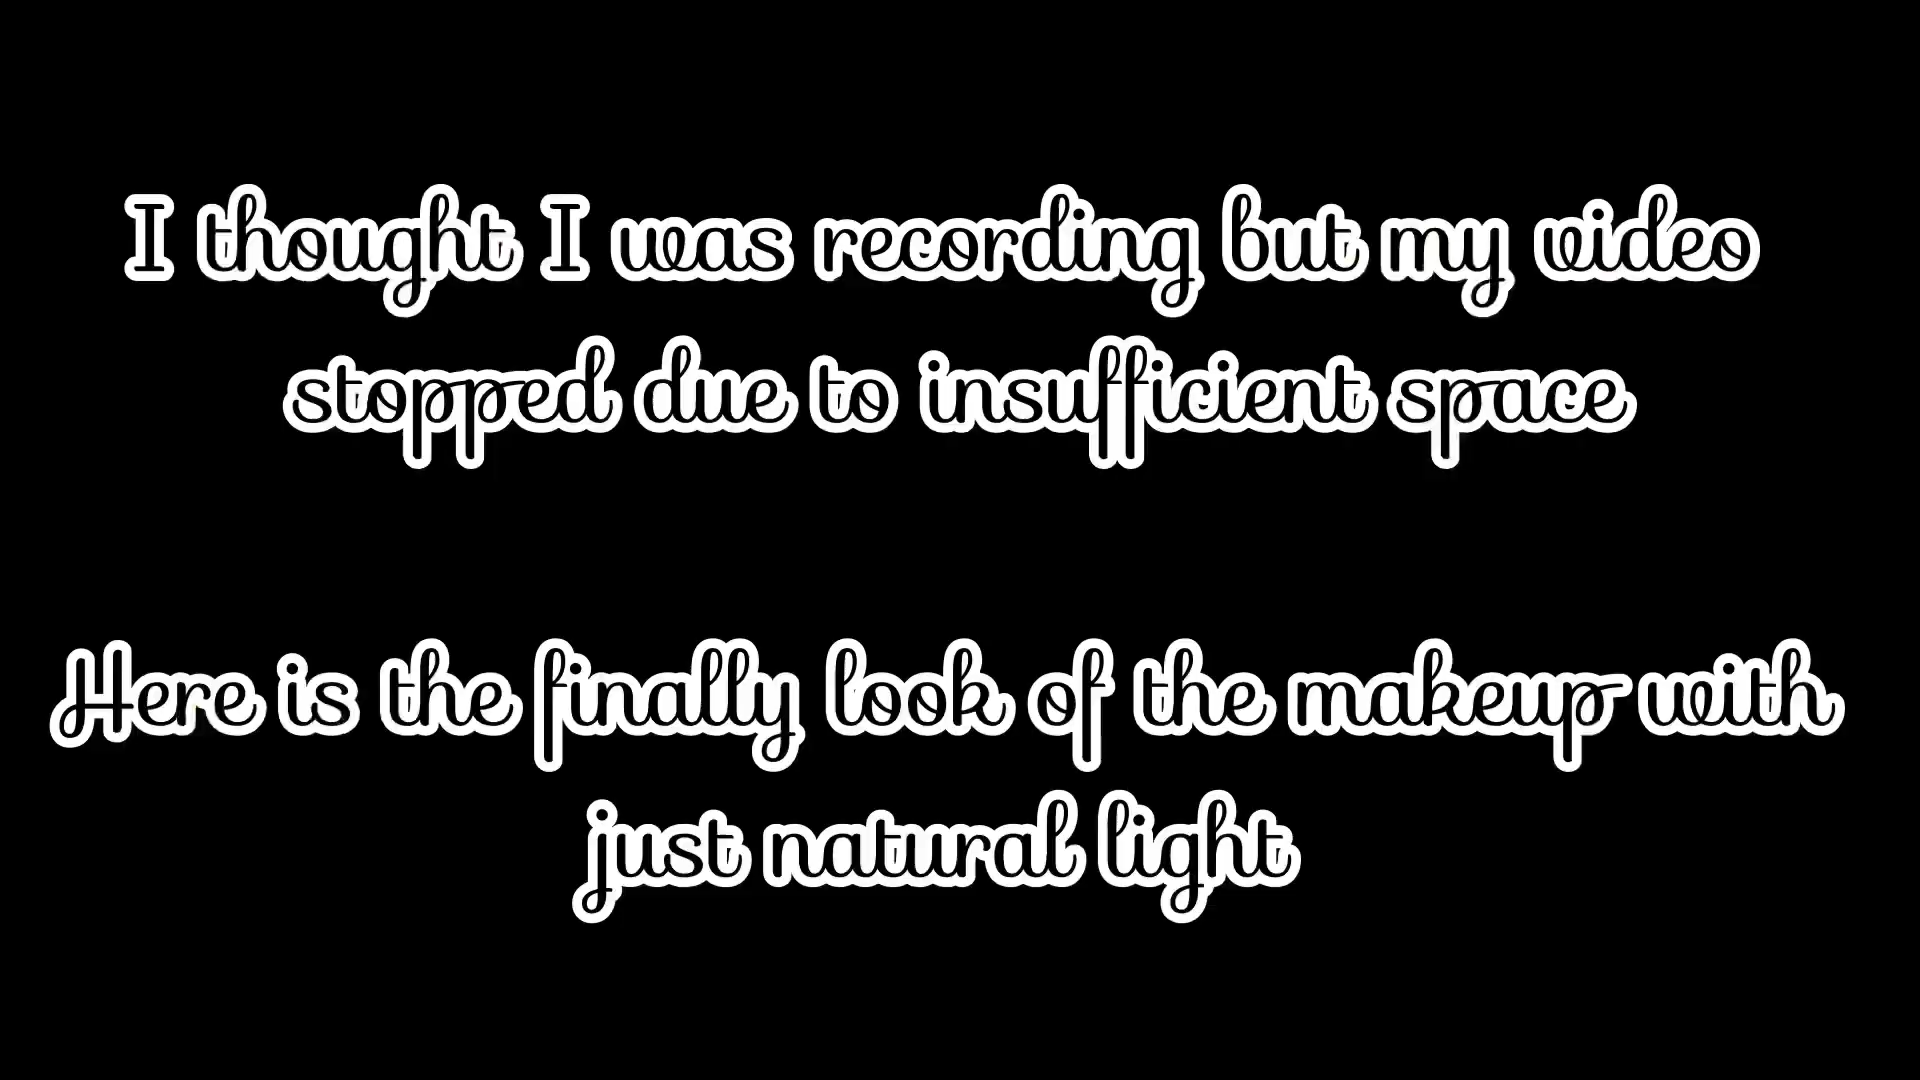 I thought I was recording but my video
stopped due to insufficient space
Here is the finally look of the makeup with
just natural light